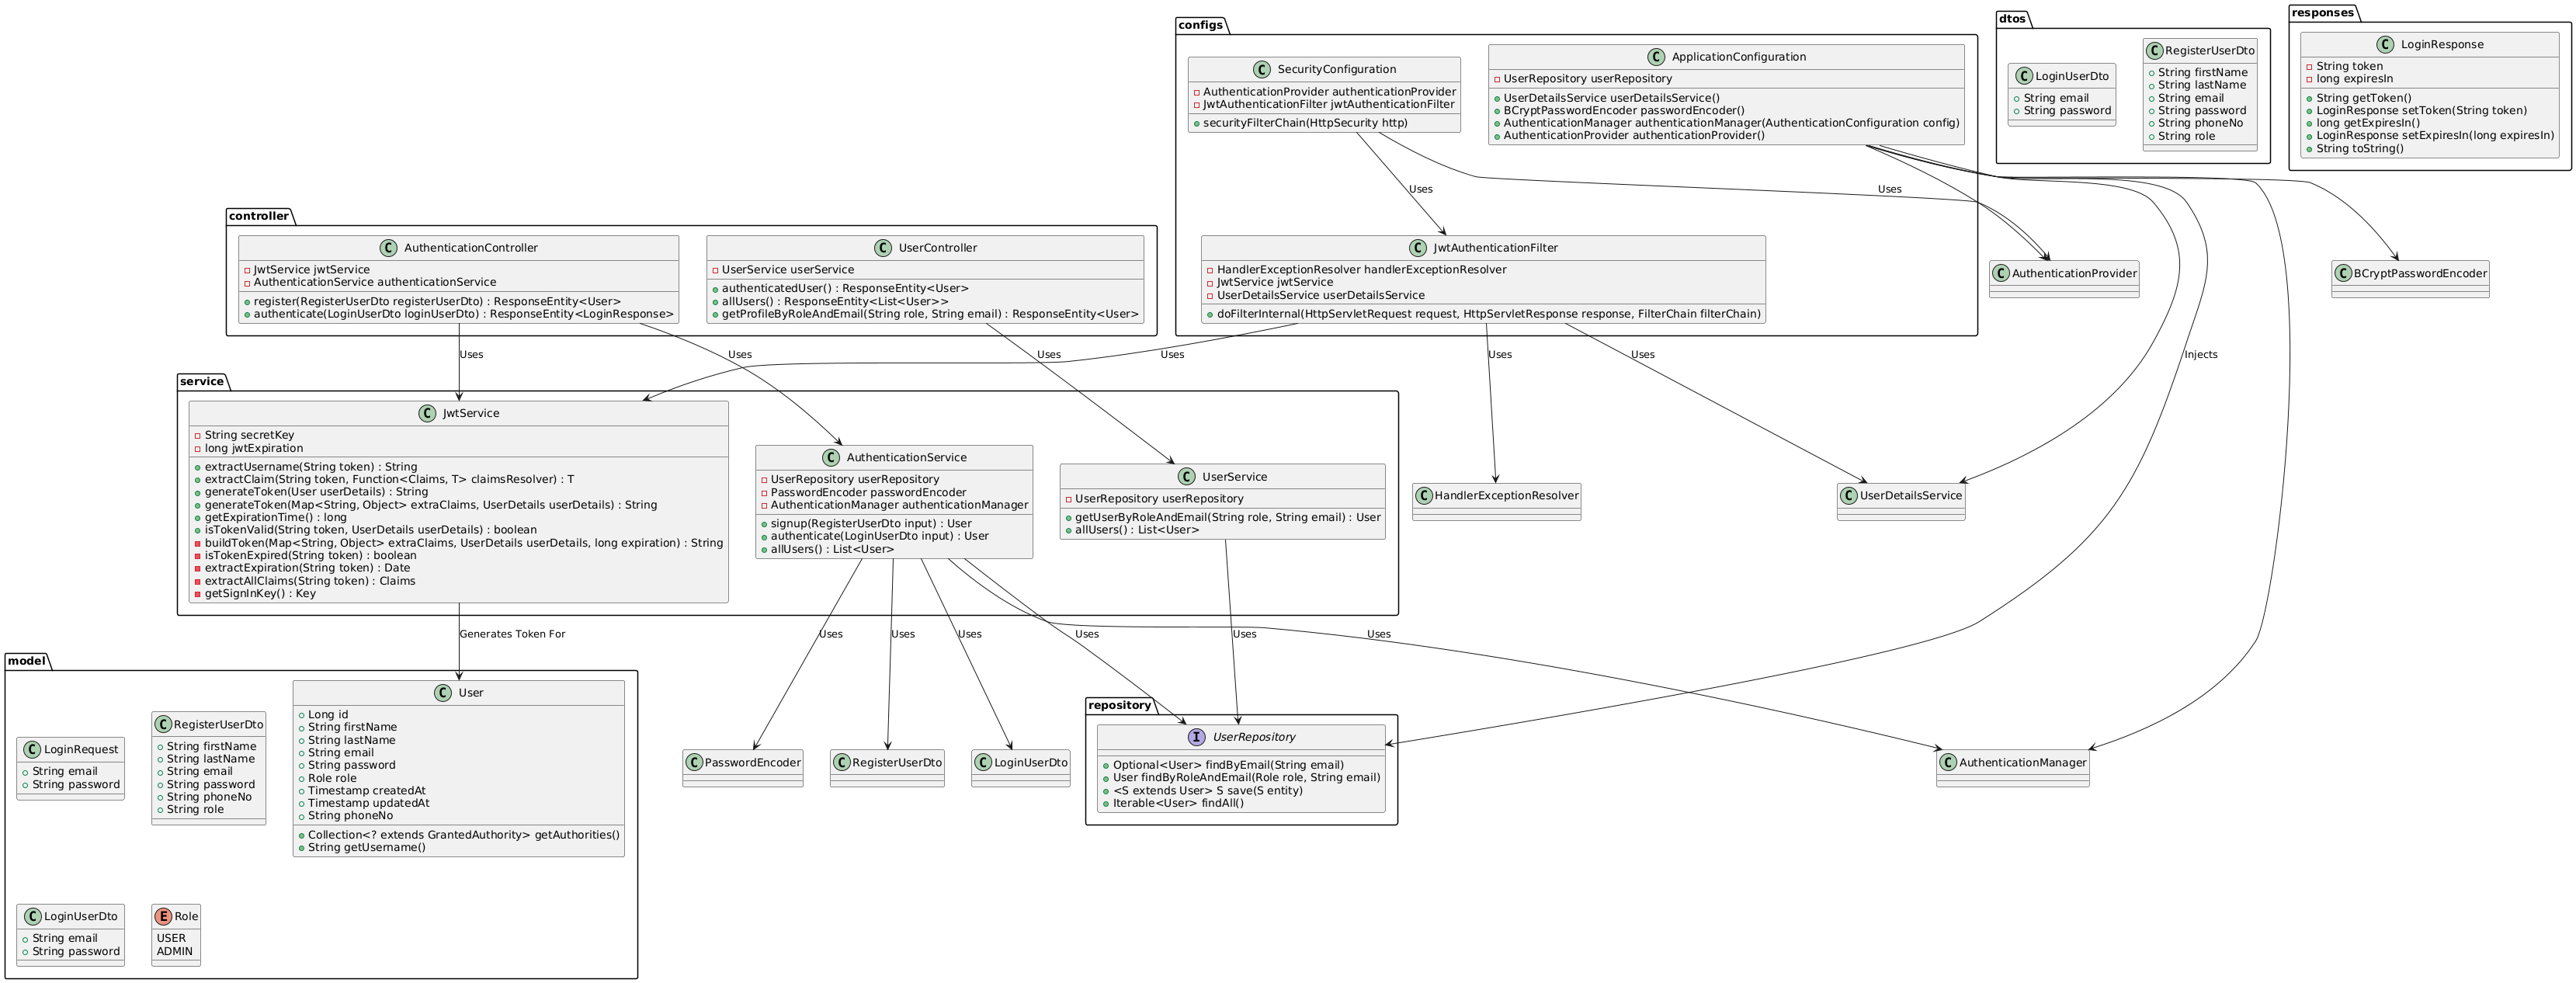 configs
SecurityConfiguration
AuthenticationProvider authenticationProvider
JwtAuthenticationFilter jwtAuthenticationFilter
securityFilterChain(HttpSecurity http)
ApplicationConfiguration
UserRepository userRepository
UserDetailsService userDetailsService()
BCryptPasswordEncoder passwordEncoder()
AuthenticationManager authenticationManager(AuthenticationConfiguration config)
AuthenticationProvider authenticationProvider()
dtos
LoginUserDto
String email
String password
RegisterUserDto
String firstName
String lastName
String email
String password
String phoneNo
String role
responses
LoginResponse
String token
long expiresIn
String getToken()
LoginResponse setToken(String token)
long getExpiresIn()
LoginResponse setExpiresIn(long expiresIn)
String toString()
Uses
Uses
controller
AuthenticationController
JwtService jwtService
AuthenticationService authenticationService
register(RegisterUserDto registerUserDto) : ResponseEntity<User>
authenticate(LoginUserDto loginUserDto) : ResponseEntity<LoginResponse>
UserController
UserService userService
authenticatedUser() : ResponseEntity<User>
allUsers() : ResponseEntity<List<User>>
getProfileByRoleAndEmail(String role, String email) : ResponseEntity<User>
JwtAuthenticationFilter
HandlerExceptionResolver handlerExceptionResolver
JwtService jwtService
UserDetailsService userDetailsService
doFilterInternal(HttpServletRequest request, HttpServletResponse response, FilterChain filterChain)
AuthenticationProvider
BCryptPasswordEncoder
Uses
Uses
Uses
Uses
Uses
Uses
Injects
service
JwtService
String secretKey
long jwtExpiration
extractUsername(String token) : String
extractClaim(String token, Function<Claims, T> claimsResolver) : T
generateToken(User userDetails) : String
generateToken(Map<String, Object> extraClaims, UserDetails userDetails) : String
getExpirationTime() : long
isTokenValid(String token, UserDetails userDetails) : boolean
buildToken(Map<String, Object> extraClaims, UserDetails userDetails, long expiration) : String
isTokenExpired(String token) : boolean
extractExpiration(String token) : Date
extractAllClaims(String token) : Claims
getSignInKey() : Key
AuthenticationService
UserRepository userRepository
PasswordEncoder passwordEncoder
AuthenticationManager authenticationManager
signup(RegisterUserDto input) : User
authenticate(LoginUserDto input) : User
allUsers() : List<User>
UserService
UserRepository userRepository
getUserByRoleAndEmail(String role, String email) : User
allUsers() : List<User>
HandlerExceptionResolver
UserDetailsService
Generates Token For
Uses
Uses
Uses
Uses
Uses
Uses
model
LoginRequest
String email
String password
RegisterUserDto
String firstName
String lastName
String email
String password
String phoneNo
String role
User
Long id
String firstName
String lastName
String email
String password
Role role
Timestamp createdAt
Timestamp updatedAt
String phoneNo
Collection<? extends GrantedAuthority> getAuthorities()
String getUsername()
LoginUserDto
String email
String password
Role
USER
ADMIN
PasswordEncoder
RegisterUserDto
LoginUserDto
repository
UserRepository
Optional<User> findByEmail(String email)
User findByRoleAndEmail(Role role, String email)
<S extends User> S save(S entity)
Iterable<User> findAll()
AuthenticationManager